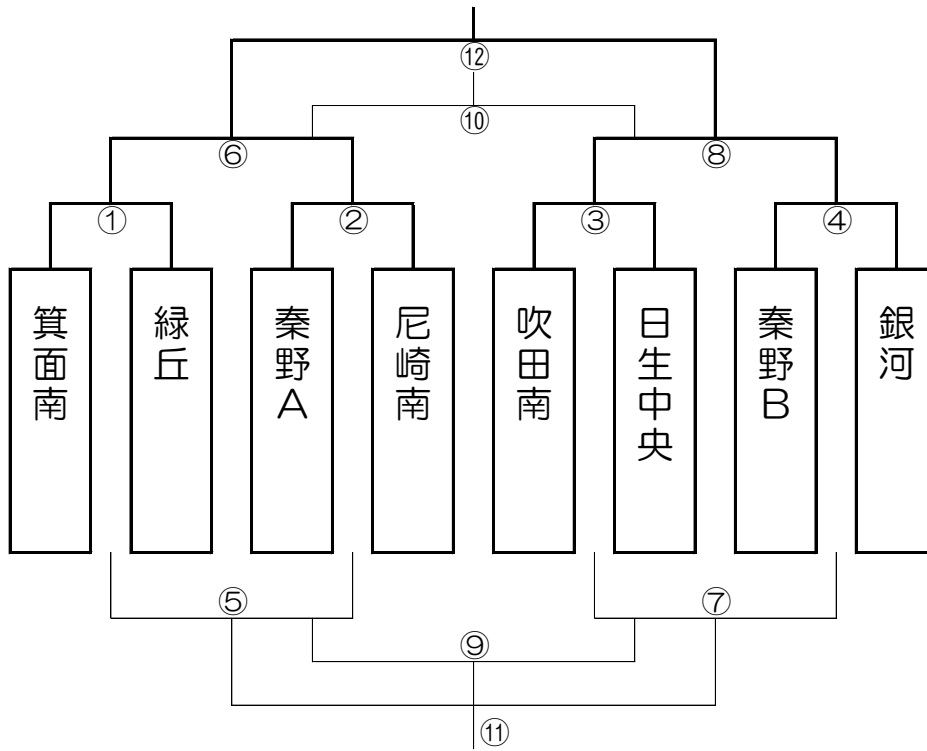 ⑫
⑩
⑥
⑧
①
②
③
④
箕面南
緑丘
秦野A
尼崎南
吹田南
日生中央
秦野B
銀河
⑤
⑦
⑨
⑪